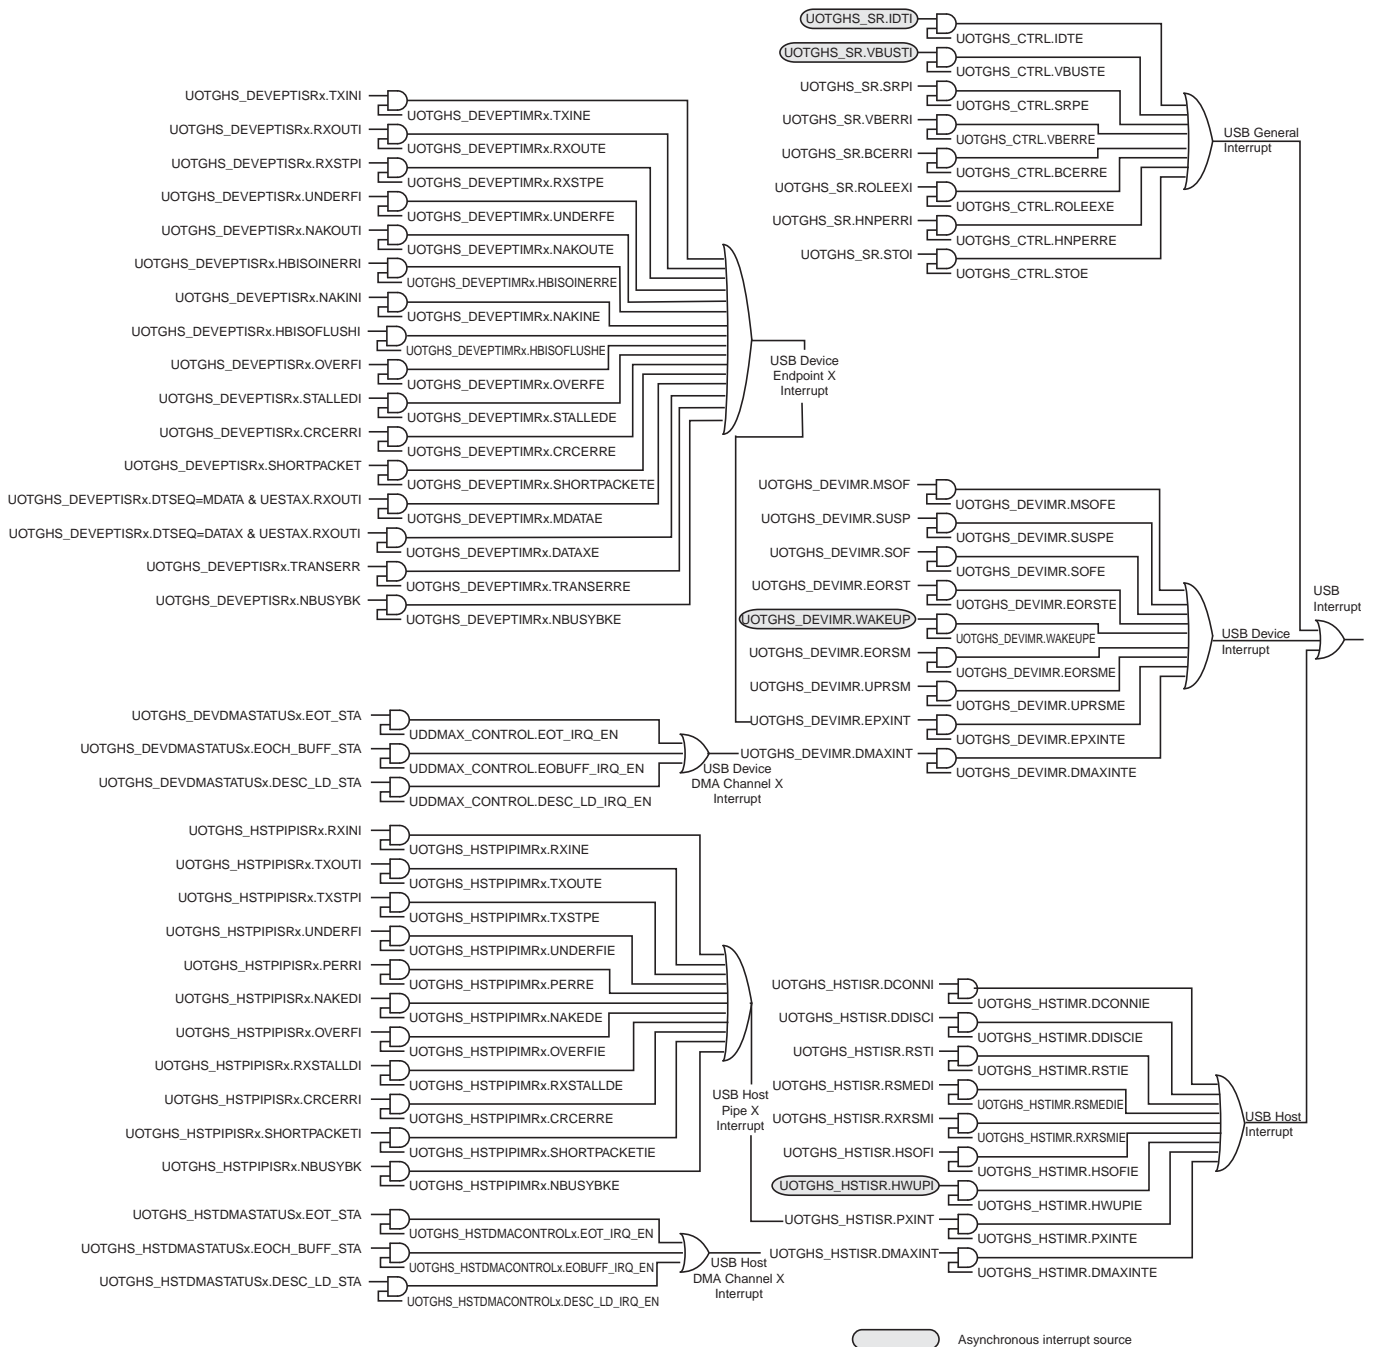 UOTGHS_SR.IDTI
UOTGHS_CTRL.IDTE
UOTGHS_SR.VBUSTI
UOTGHS_CTRL.VBUSTE
UOTGHS_SR.SRPI
UOTGHS_CTRL.SRPE
UOTGHS_SR.VBERRI
UOTGHS_CTRL.VBERRE
UOTGHS_SR.BCERRI
UOTGHS_CTRL.BCERRE
UOTGHS_SR.ROLEEXI
UOTGHS_CTRL.ROLEEXE
UOTGHS_SR.HNPERRI
UOTGHS_CTRL.HNPERRE
UOTGHS_SR.STOI
UOTGHS_CTRL.STOE
USB General
Interrupt
UOTGHS_DEVEPTISRx.TXINI
UOTGHS_DEVEPTIMRx.TXINE
UOTGHS_DEVEPTISRx.RXOUTI
UOTGHS_DEVEPTIMRx.RXOUTE
UOTGHS_DEVEPTISRx.RXSTPI
UOTGHS_DEVEPTIMRx.RXSTPE
UOTGHS_DEVEPTISRx.UNDERFI
UOTGHS_DEVEPTIMRx.UNDERFE
UOTGHS_DEVEPTISRx.NAKOUTI
UOTGHS_DEVEPTIMRx.NAKOUTE
UOTGHS_DEVEPTISRx.HBISOINERRI
UOTGHS_DEVEPTIMRx.HBISOINERRE
UOTGHS_DEVEPTISRx.NAKINI
UOTGHS_DEVEPTIMRx.NAKINE
UOTGHS_DEVEPTISRx.HBISOFLUSHI
UOTGHS_DEVEPTIMRx.HBISOFLUSHE
UOTGHS_DEVEPTISRx.OVERFI
UOTGHS_DEVEPTIMRx.OVERFE
UOTGHS_DEVEPTISRx.STALLEDI
UOTGHS_DEVEPTIMRx.STALLEDE
UOTGHS_DEVEPTISRx.CRCERRI
UOTGHS_DEVEPTIMRx.CRCERRE
UOTGHS_DEVEPTISRx.SHORTPACKET
UOTGHS_DEVEPTIMRx.SHORTPACKETE
UOTGHS_DEVEPTISRx.DTSEQ=MDATA & UESTAX.RXOUTI
UOTGHS_DEVEPTIMRx.MDATAE
UOTGHS_DEVEPTISRx.DTSEQ=DATAX & UESTAX.RXOUTI
UOTGHS_DEVEPTIMRx.DATAXE
UOTGHS_DEVEPTISRx.TRANSERR
UOTGHS_DEVEPTIMRx.TRANSERRE
UOTGHS_DEVEPTISRx.NBUSYBK
UOTGHS_DEVEPTIMRx.NBUSYBKE
USB Device
Endpoint X
Interrupt
UOTGHS_DEVIMR.MSOF
UOTGHS_DEVIMR.MSOFE
UOTGHS_DEVIMR.SUSP
UOTGHS_DEVIMR.SUSPE
UOTGHS_DEVIMR.SOF
UOTGHS_DEVIMR.SOFE
UOTGHS_DEVIMR.EORST
UOTGHS_DEVIMR.EORSTE
UOTGHS_DEVIMR.WAKEUP
UOTGHS_DEVIMR.WAKEUPE
UOTGHS_DEVIMR.EORSM
UOTGHS_DEVIMR.EORSME
UOTGHS_DEVIMR.UPRSM
UOTGHS_DEVIMR.UPRSME
UOTGHS_DEVIMR.EPXINT
UOTGHS_DEVIMR.EPXINTE
UOTGHS_DEVIMR.DMAXINT
UOTGHS_DEVIMR.DMAXINTE
USB Device
Interrupt
USB
Interrupt
UOTGHS_DEVDMASTATUSx.EOT_STA
UDDMAX_CONTROL.EOT_IRQ_EN
UOTGHS_DEVDMASTATUSx.EOCH_BUFF_STA
UDDMAX_CONTROL.EOBUFF_IRQ_EN
UOTGHS_DEVDMASTATUSx.DESC_LD_STA
UDDMAX_CONTROL.DESC_LD_IRQ_EN
USB Device
DMA Channel X
Interrupt
UOTGHS_HSTPIPISRx.RXINI
UOTGHS_HSTPIPIMRx.RXINE
UOTGHS_HSTPIPISRx.TXOUTI
UOTGHS_HSTPIPIMRx.TXOUTE
UOTGHS_HSTPIPISRx.TXSTPI
UOTGHS_HSTPIPIMRx.TXSTPE
UOTGHS_HSTPIPISRx.UNDERFI
UOTGHS_HSTPIPIMRx.UNDERFIE
UOTGHS_HSTPIPISRx.PERRI
UOTGHS_HSTPIPIMRx.PERRE
UOTGHS_HSTPIPISRx.NAKEDI
UOTGHS_HSTPIPIMRx.NAKEDE
UOTGHS_HSTPIPISRx.OVERFI
UOTGHS_HSTPIPIMRx.OVERFIE
UOTGHS_HSTPIPISRx.RXSTALLDI
UOTGHS_HSTPIPIMRx.RXSTALLDE
UOTGHS_HSTPIPISRx.CRCERRI
UOTGHS_HSTPIPIMRx.CRCERRE
UOTGHS_HSTPIPISRx.SHORTPACKETI
UOTGHS_HSTPIPIMRx.SHORTPACKETIE
UOTGHS_HSTPIPISRx.NBUSYBK
UOTGHS_HSTPIPIMRx.NBUSYBKE
USB Host
Pipe X
Interrupt
UOTGHS_HSTISR.DCONNI
UOTGHS_HSTIMR.DCONNIE
UOTGHS_HSTISR.DDISCI
UOTGHS_HSTIMR.DDISCIE
UOTGHS_HSTISR.RSTI
UOTGHS_HSTIMR.RSTIE
UOTGHS_HSTISR.RSMEDI
UOTGHS_HSTIMR.RSMEDIE
UOTGHS_HSTISR.RXRSMI
UOTGHS_HSTIMR.RXRSMIE
UOTGHS_HSTISR.HSOFI
UOTGHS_HSTIMR.HSOFIE
UOTGHS_HSTISR.HWUPI
UOTGHS_HSTIMR.HWUPIE
UOTGHS_HSTISR.PXINT
UOTGHS_HSTIMR.PXINTE
UOTGHS_HSTISR.DMAXINT
UOTGHS_HSTIMR.DMAXINTE
USB Host
Interrupt
UOTGHS_HSTDMASTATUSx.EOT_STA
UOTGHS_HSTDMACONTROLx.EOT_IRQ_EN
UOTGHS_HSTDMASTATUSx.EOCH_BUFF_STA
UOTGHS_HSTDMACONTROLx.EOBUFF_IRQ_EN
UOTGHS_HSTDMASTATUSx.DESC_LD_STA
UOTGHS_HSTDMACONTROLx.DESC_LD_IRQ_EN
USB Host
DMA Channel X
Interrupt
Asynchronous interrupt source